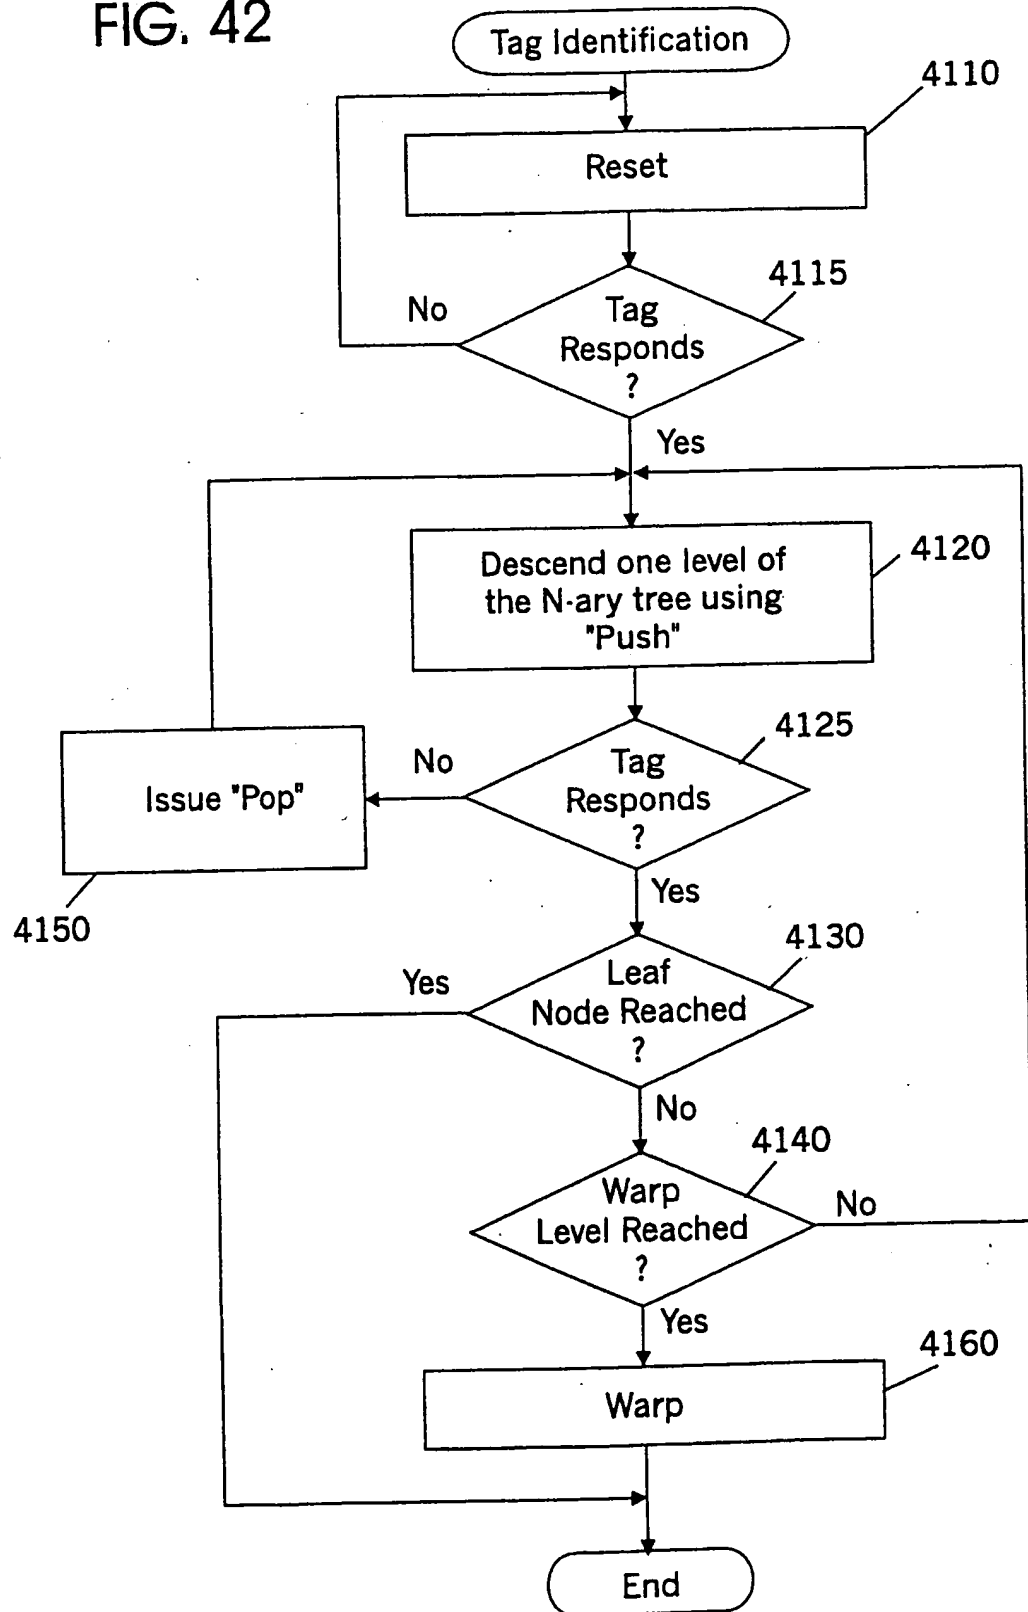 FIG. 42
Tag Identification
4110
Reset
4115
No
Tag
Responds
?
Yes
Descend one level of
the N-ary tree using
"Push"
4120
4125
No
Tag
Responds
?
Issue "Pop"
4150
Yes
4130
Yes
Leaf
Node Reached
?
No
4140
Warp
Level Reached
?
No
Yes
4160
Warp
End